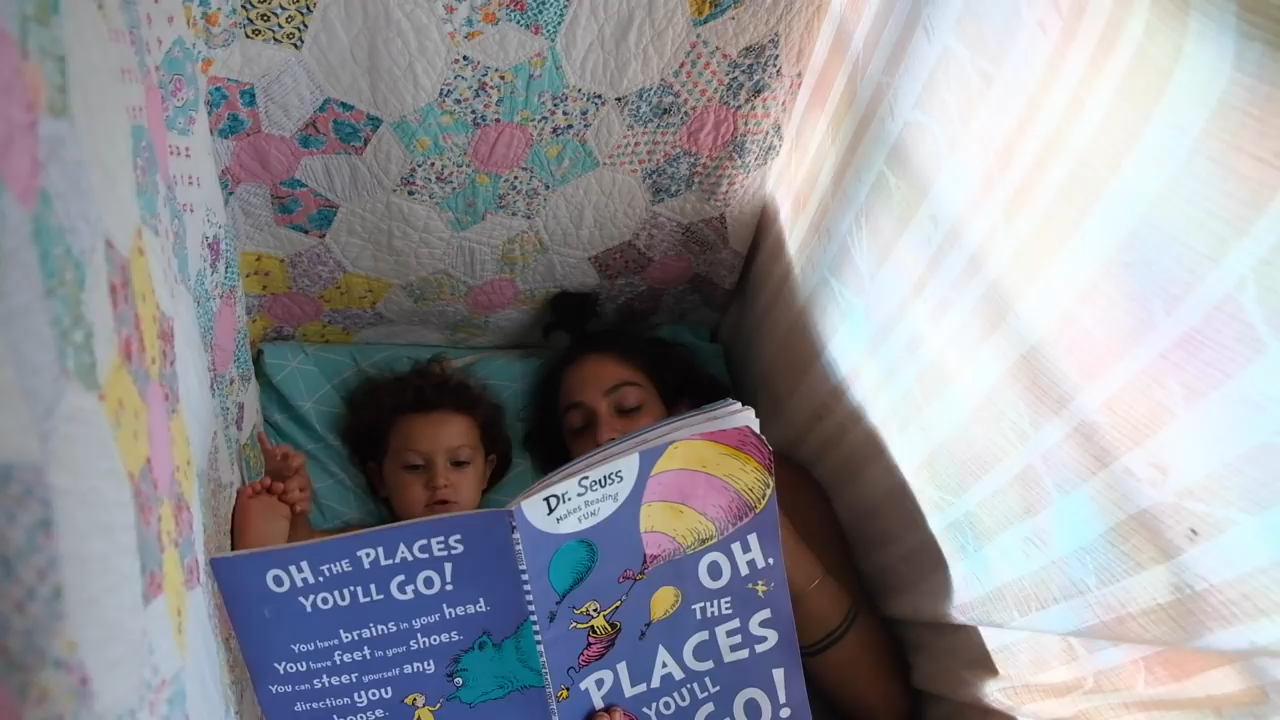 OH, THE PLACES
YOU'LL GO!
You have brains in your head.
You have feet in your shoes.
You can steer yourself any
direction you
Dr. Seuss
Makes Reading
FUN!
OH,
THE
PLACES
YOU'LL
GO!